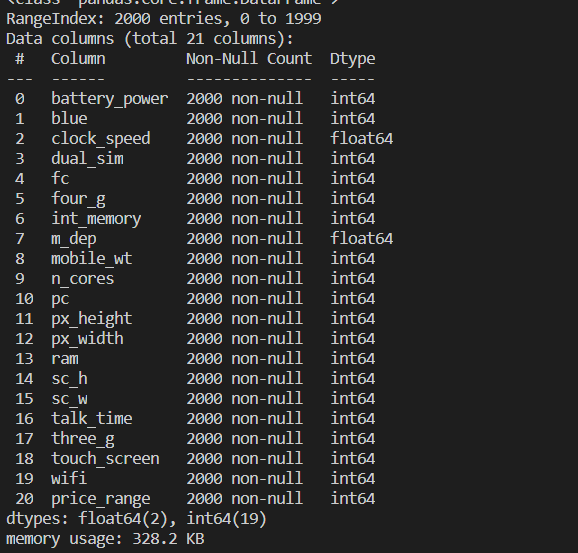 <class 'pandas.core.frame.DataFrame'>
RangeIndex: 2000 entries, 0 to 1999
Data columns (total 21 columns):
 #   Column         Non-Null Count  Dtype
---  ------         --------------  -----
 0   battery_power  2000 non-null   int64
 1   blue           2000 non-null   int64
 2   clock_speed    2000 non-null   float64
 3   dual_sim       2000 non-null   int64
 4   fc             2000 non-null   int64
 5   four_g         2000 non-null   int64
 6   int_memory     2000 non-null   int64
 7   m_dep          2000 non-null   float64
 8   mobile_wt      2000 non-null   int64
 9   n_cores        2000 non-null   int64
 10  pc             2000 non-null   int64
 11  px_height      2000 non-null   int64
 12  px_width       2000 non-null   int64
 13  ram            2000 non-null   int64
 14  sc_h           2000 non-null   int64
 15  sc_w           2000 non-null   int64
 16  talk_time      2000 non-null   int64
 17  three_g        2000 non-null   int64
 18  touch_screen   2000 non-null   int64
 19  wifi           2000 non-null   int64
 20  price_range    2000 non-null   int64
dtypes: float64(2), int64(19)
memory usage: 328.2 KB